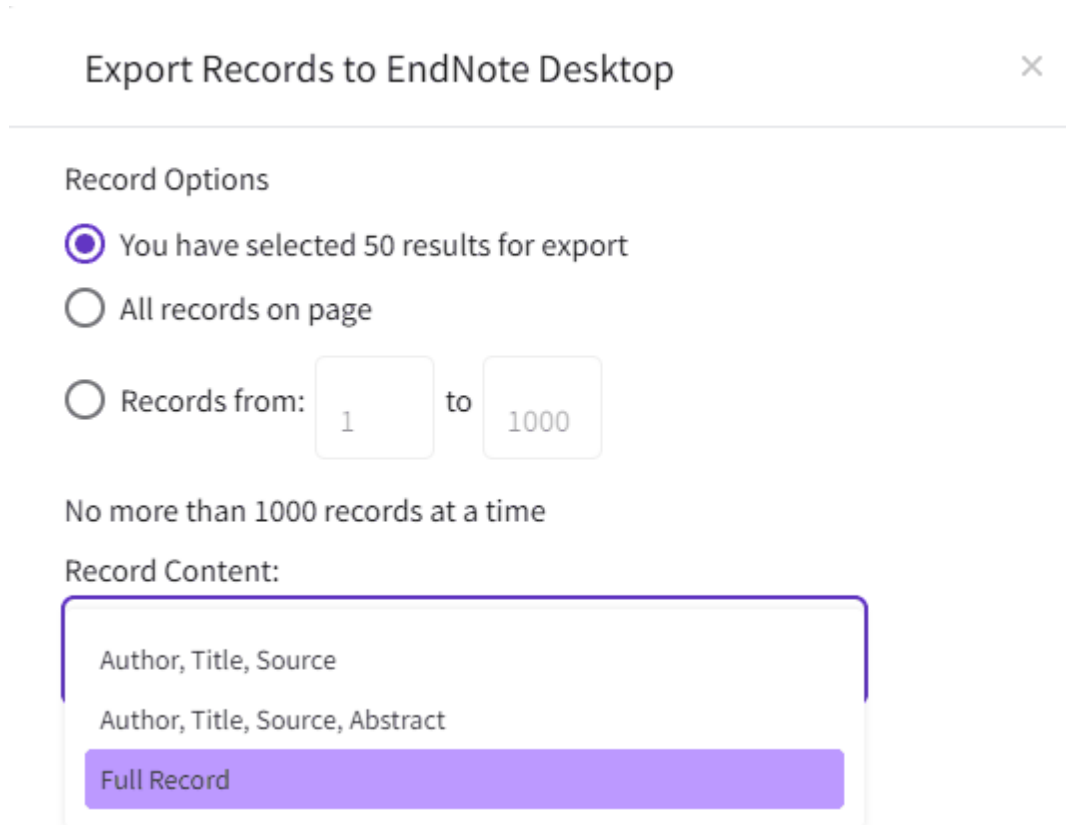 Export Records to EndNote Desktop
Record Options
You have selected 50 results for export
All records on page
Records from: 1 to 1000
No more than 1000 records at a time
Record Content:
Author, Title, Source
Author, Title, Source, Abstract
Full Record